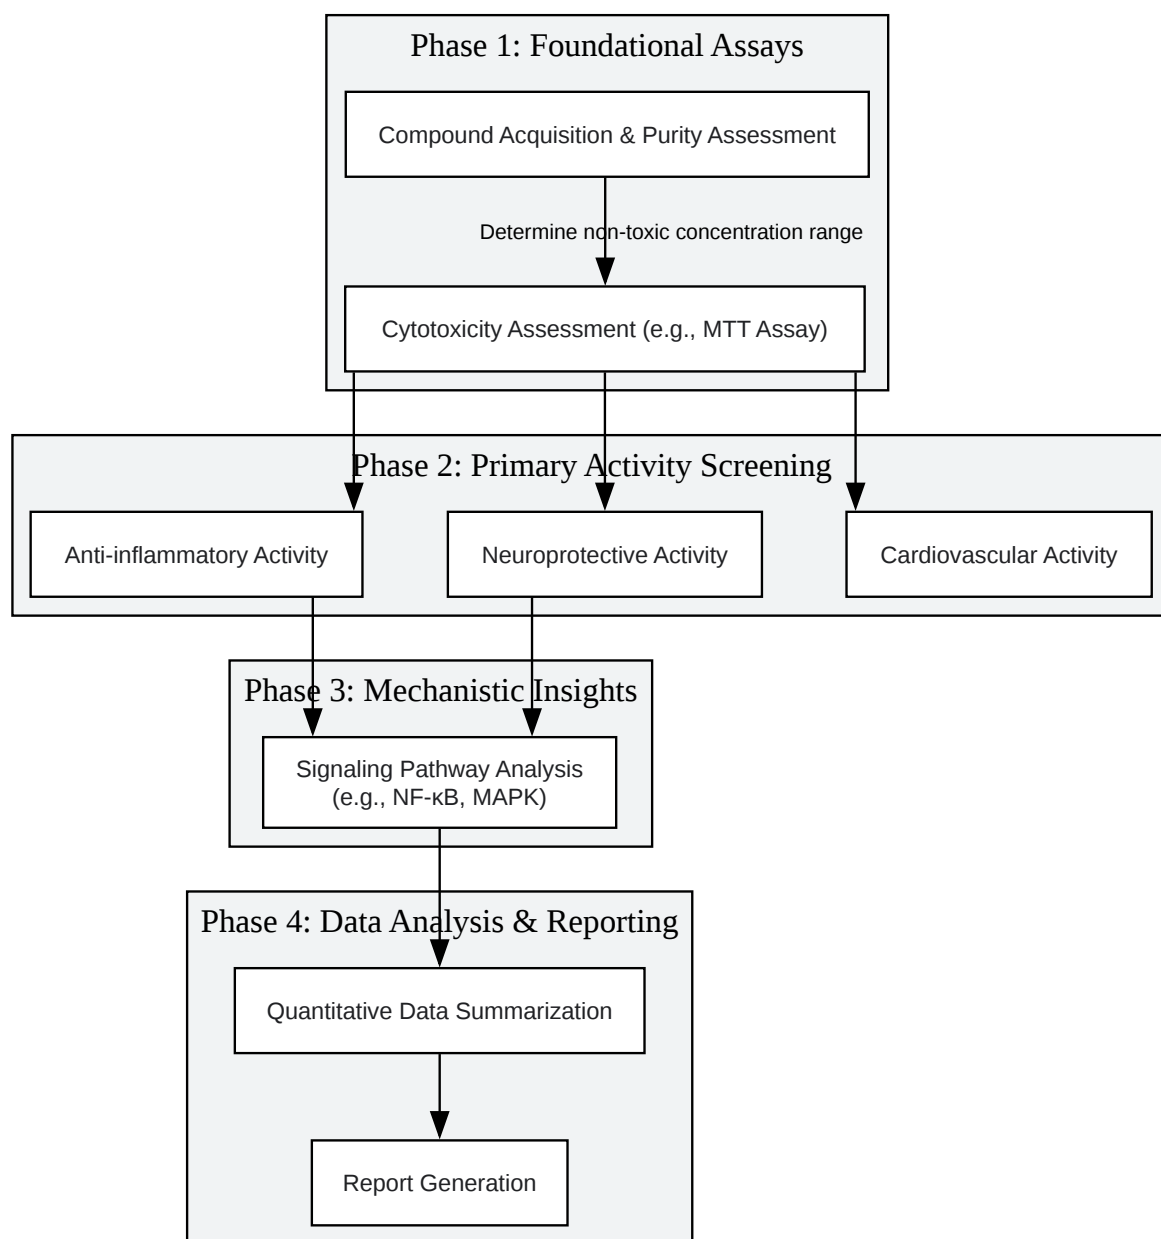 Phase 1: Foundational Assays
Compound Acquisition & Purity Assessment
Determine non-toxic concentration range
Cytotoxicity Assessment (e.g., MTT Assay)
Phase 2: Primary Activity Screening
Anti-inflammatory Activity
Neuroprotective Activity
Cardiovascular Activity
Phase 3: Mechanistic Insights
Signaling Pathway Analysis
(e.g., NF-κB, MAPK)
Phase 4: Data Analysis & Reporting
Quantitative Data Summarization
Report Generation